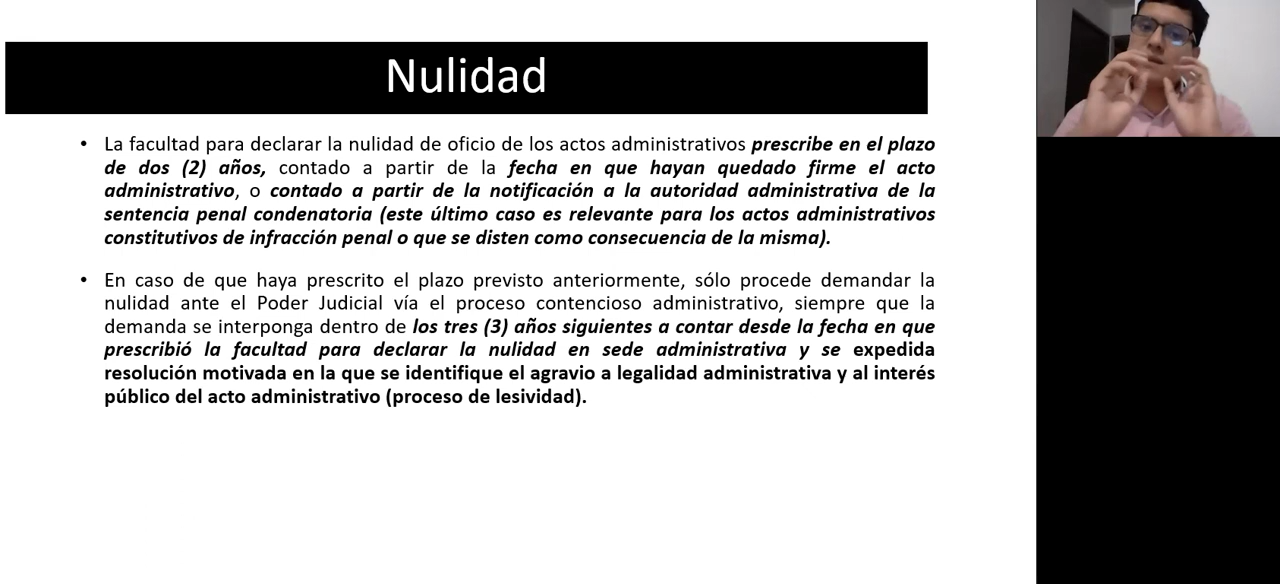 Nulidad
• La facultad para declarar la nulidad de oficio de los actos administrativos prescribe en el plazo
de dos (2) años, contado a partir de la fecha en que hayan quedado firme el acto
administrativo, o contado a partir de la notificación a la autoridad administrativa de la
sentencia penal condenatoria (este último caso es relevante para los actos administrativos
constitutivos de infracción penal o que se disten como consecuencia de la misma).
• En caso de que haya prescrito el plazo previsto anteriormente, sólo procede demandar la
nulidad ante el Poder Judicial vía el proceso contencioso administrativo, siempre que la
demanda se interponga dentro de los tres (3) años siguientes a contar desde la fecha en que
prescribió la facultad para declarar la nulidad en sede administrativa y se expedida
resolución motivada en la que se identifique el agravio a legalidad administrativa y al interés
público del acto administrativo (proceso de lesividad).